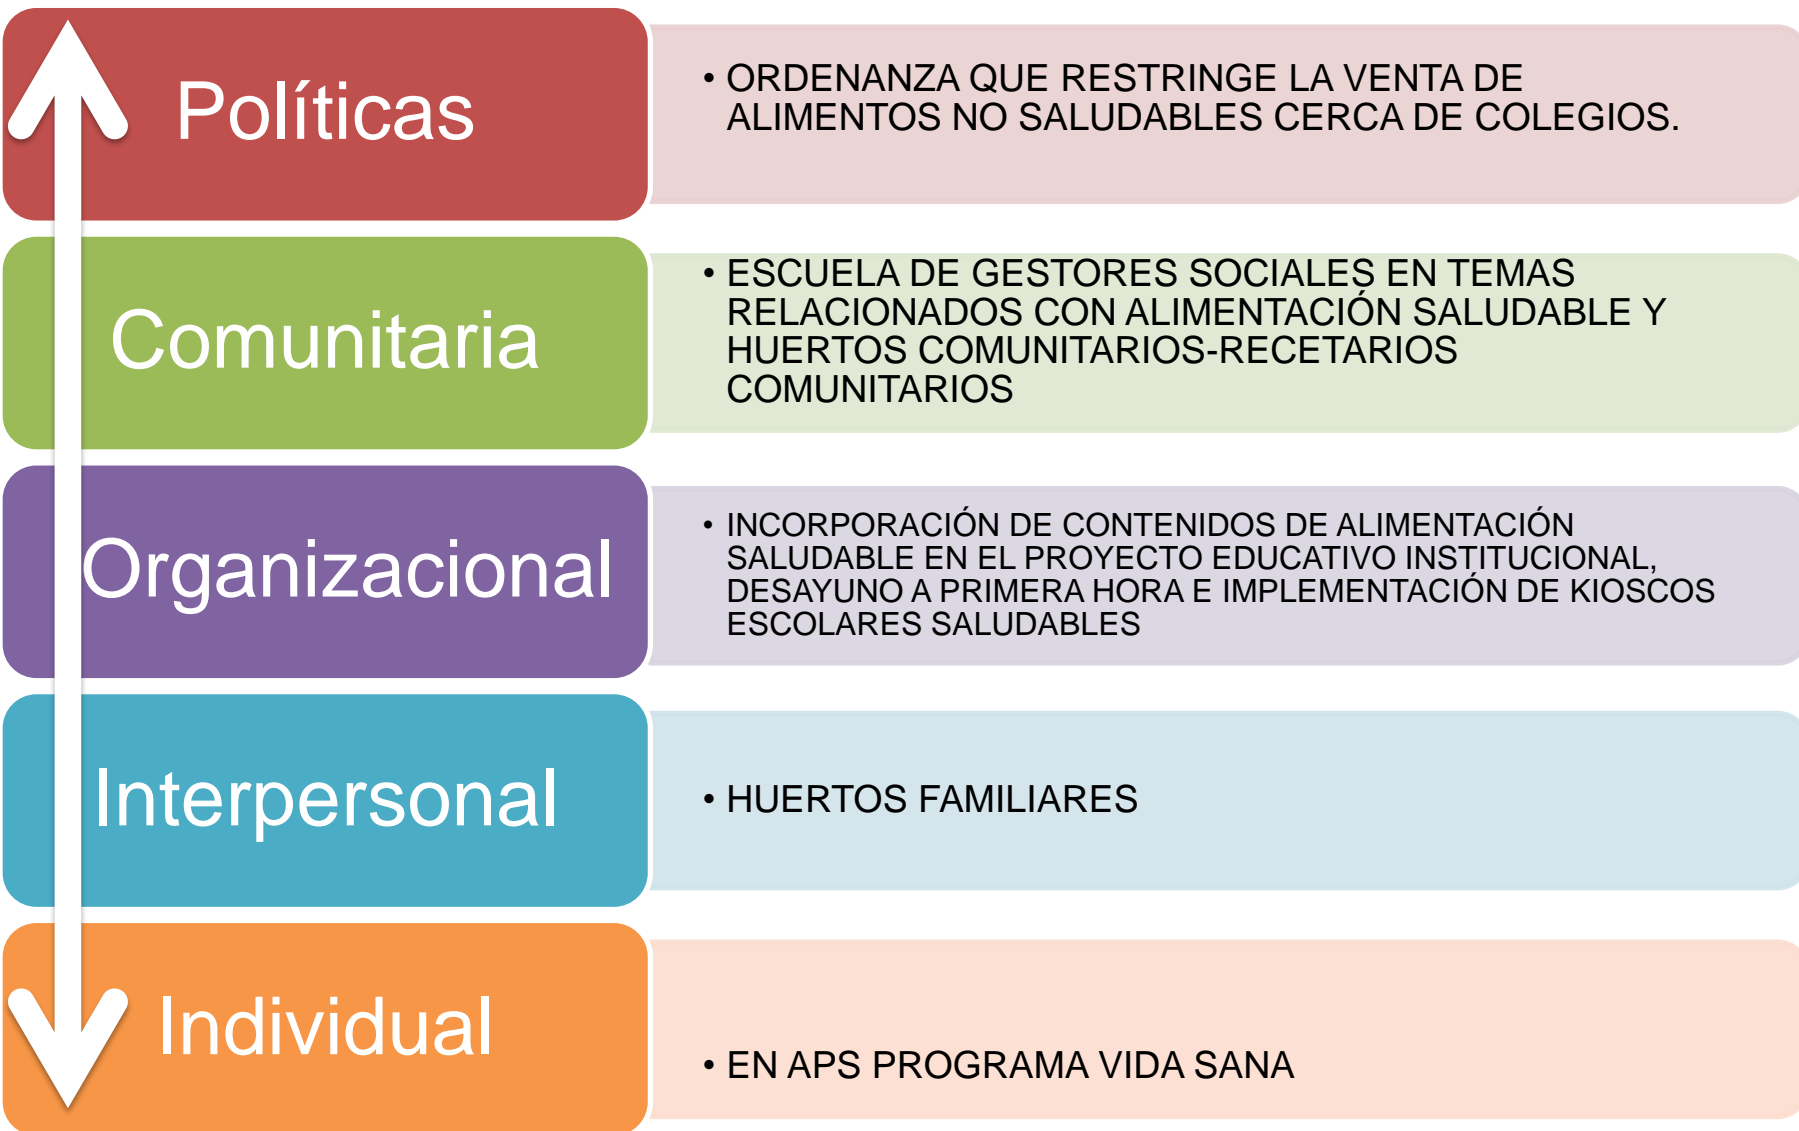 Políticas
• ORDENANZA QUE RESTRINGE LA VENTA DE
ALIMENTOS NO SALUDABLES CERCA DE COLEGIOS.
Comunitaria
• ESCUELA DE GESTORES SOCIALES EN TEMAS
RELACIONADOS CON ALIMENTACIÓN SALUDABLE Y
HUERTOS COMUNITARIOS-RECETARIOS
COMUNITARIOS
Organizacional
• INCORPORACIÓN DE CONTENIDOS DE ALIMENTACIÓN
SALUDABLE EN EL PROYECTO EDUCATIVO INSTITUCIONAL,
DESAYUNO A PRIMERA HORA E IMPLEMENTACIÓN DE KIOSCOS
ESCOLARES SALUDABLES
Interpersonal
• HUERTOS FAMILIARES
Individual
• EN APS PROGRAMA VIDA SANA